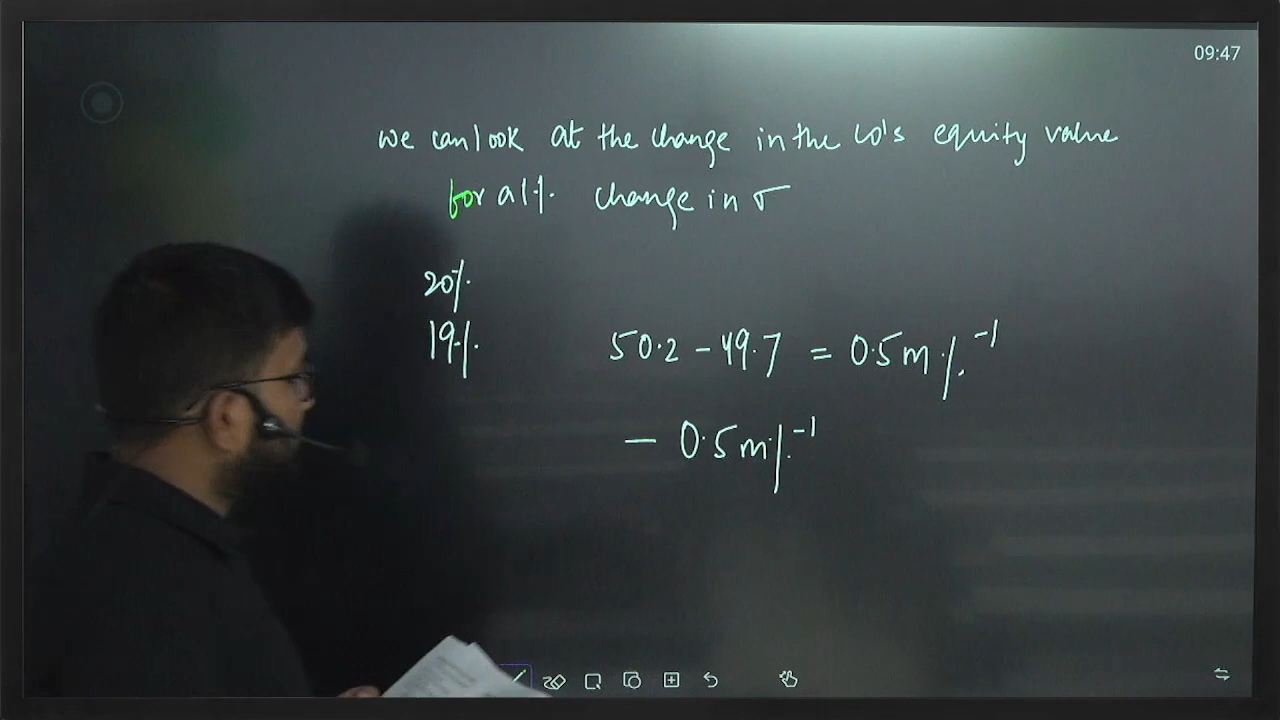 09:47
we can look at the change in the Co's equity value
for a 1% change in σ
20%
19% 50.2 - 49.7 = 0.5m %⁻¹
- 0.5m %⁻¹